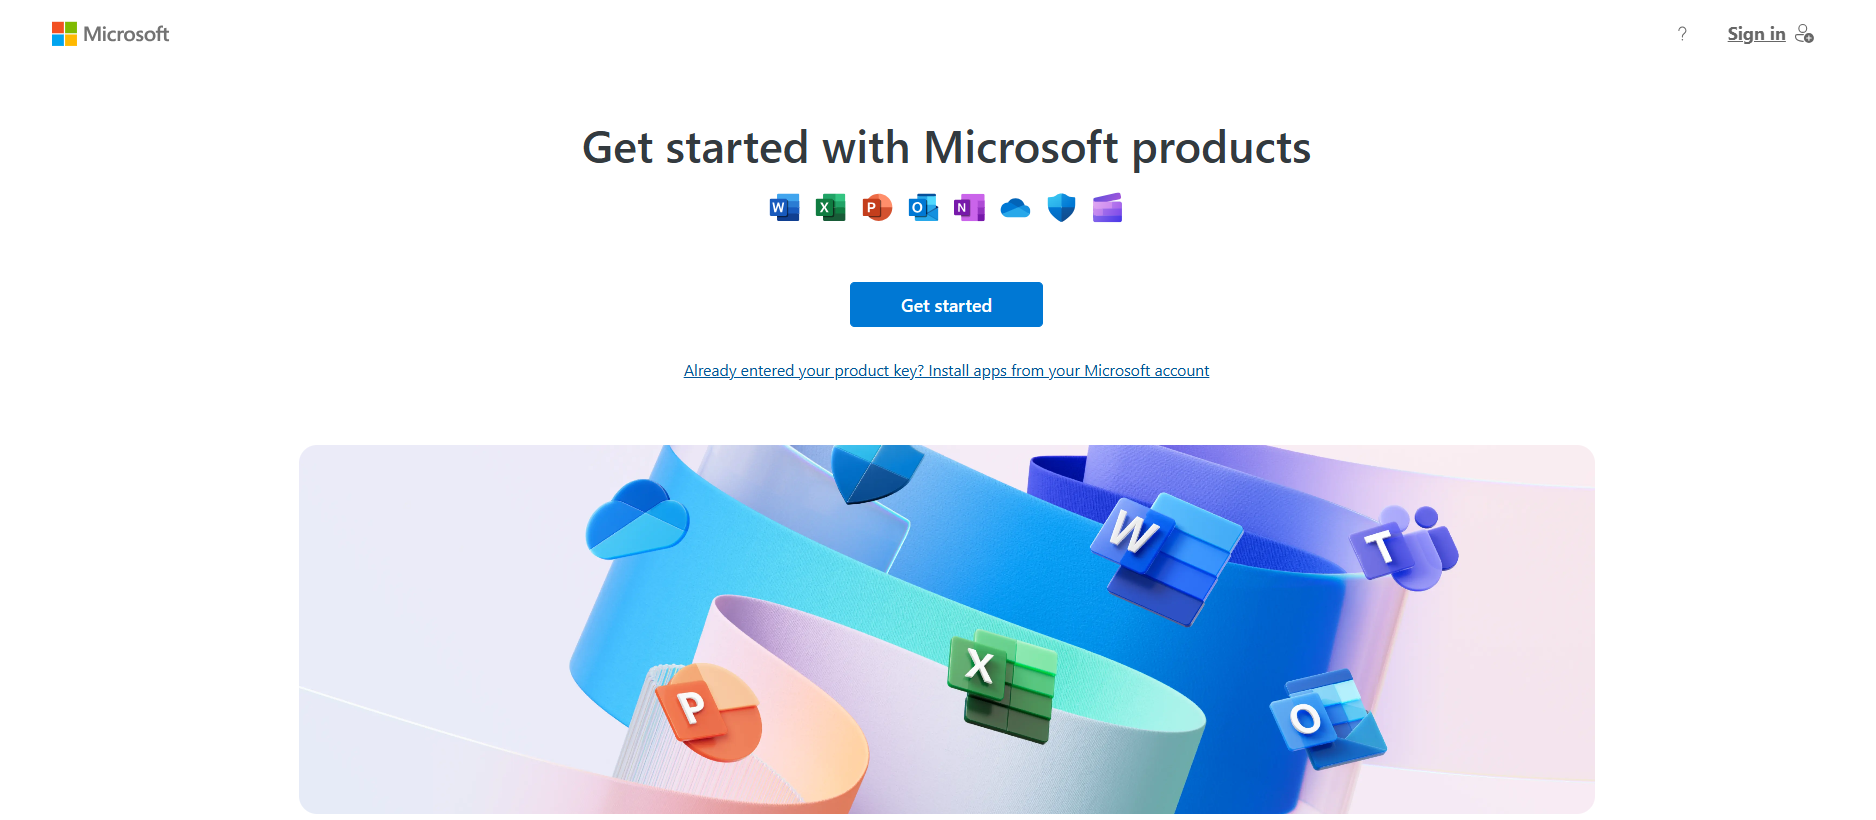 Microsoft
?
Sign in
Get started with Microsoft products
W
X
P
O
N
Get started
Already entered your product key? Install apps from your Microsoft account
W
T
X
P
O